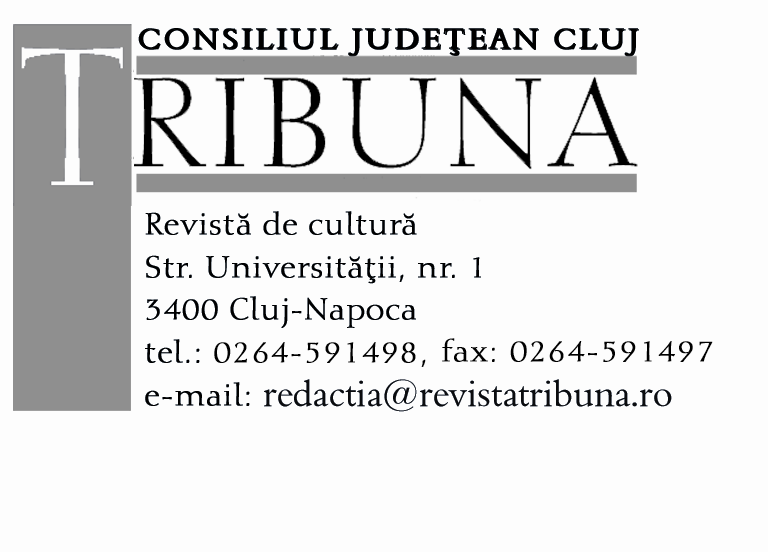 CONSILIUL JUDEŢEAN CLUJ
TRIBUNA
Revistă de cultură
Str. Universităţii, nr. 1
3400 Cluj-Napoca
tel.: 0264-591498, fax: 0264-591497
e-mail: redactia@revistatribuna.ro